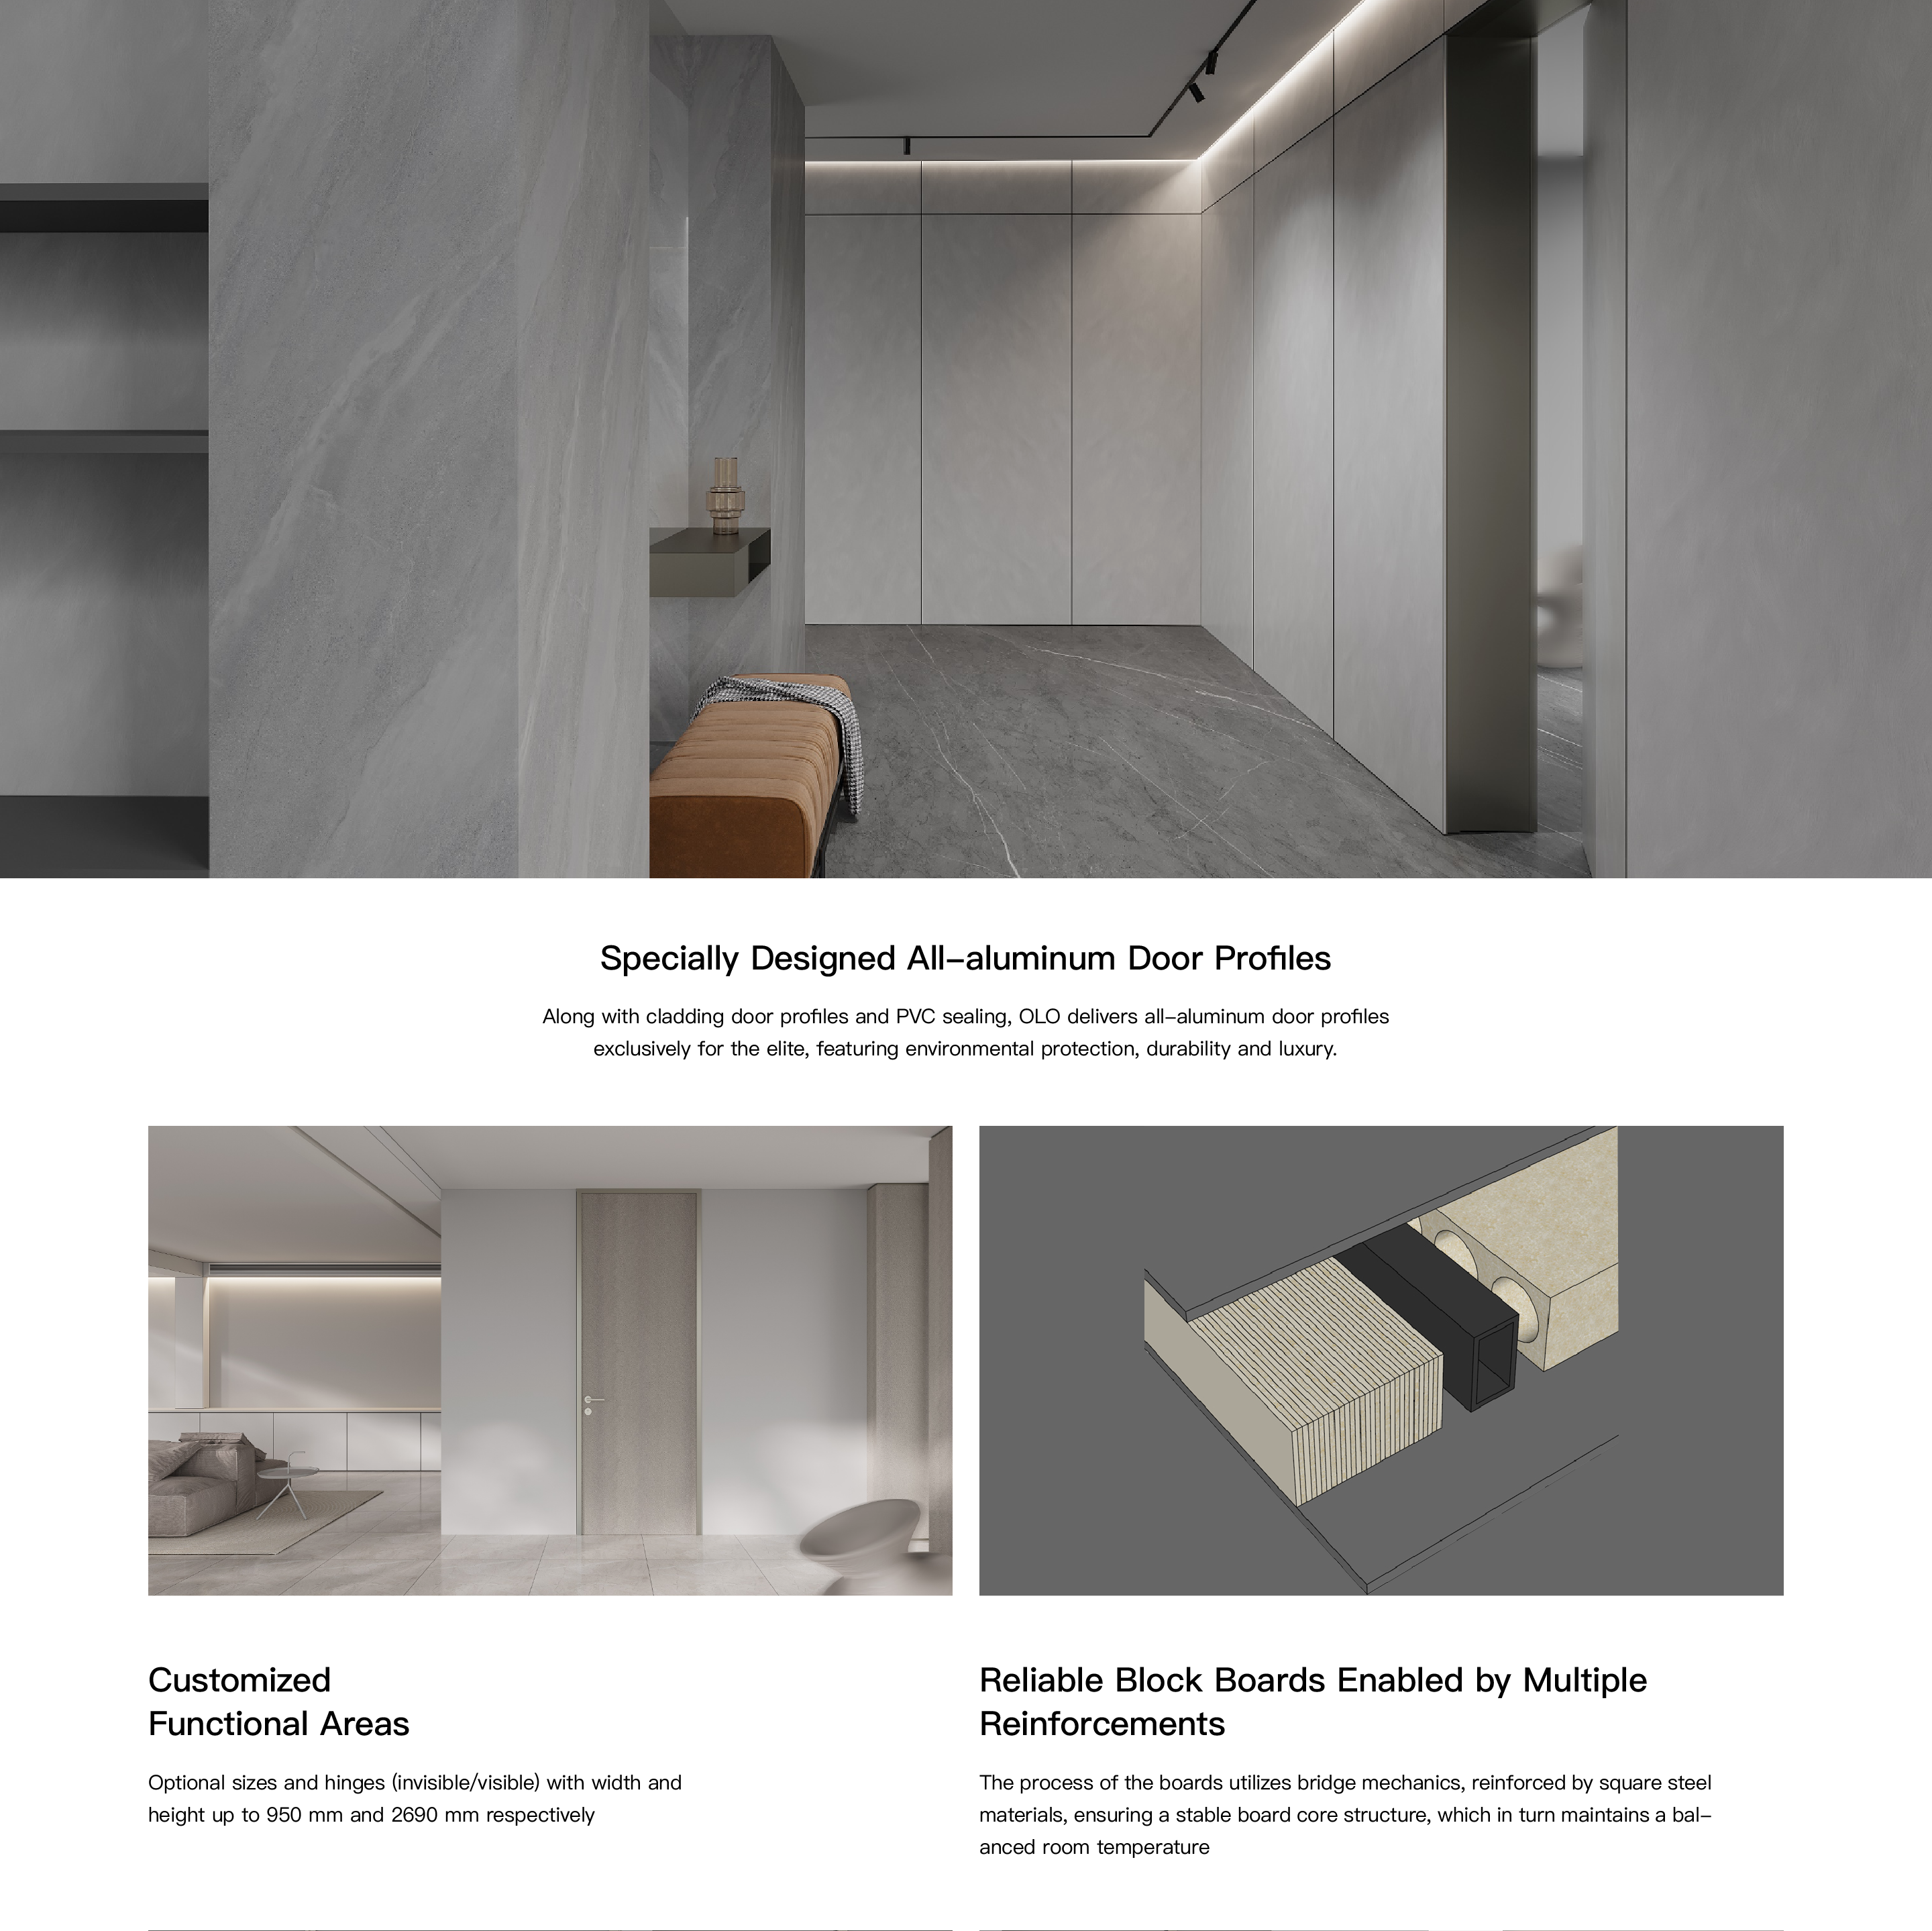 Specially Designed All–aluminum Door Profiles
Along with cladding door profiles and PVC sealing, OLO delivers all–aluminum door profiles
exclusively for the elite, featuring environmental protection, durability and luxury.
Customized
Functional Areas
Optional sizes and hinges (invisible/visible) with width and
height up to 950 mm and 2690 mm respectively
Reliable Block Boards Enabled by Multiple
Reinforcements
The process of the boards utilizes bridge mechanics, reinforced by square steel
materials, ensuring a stable board core structure, which in turn maintains a bal–
anced room temperature